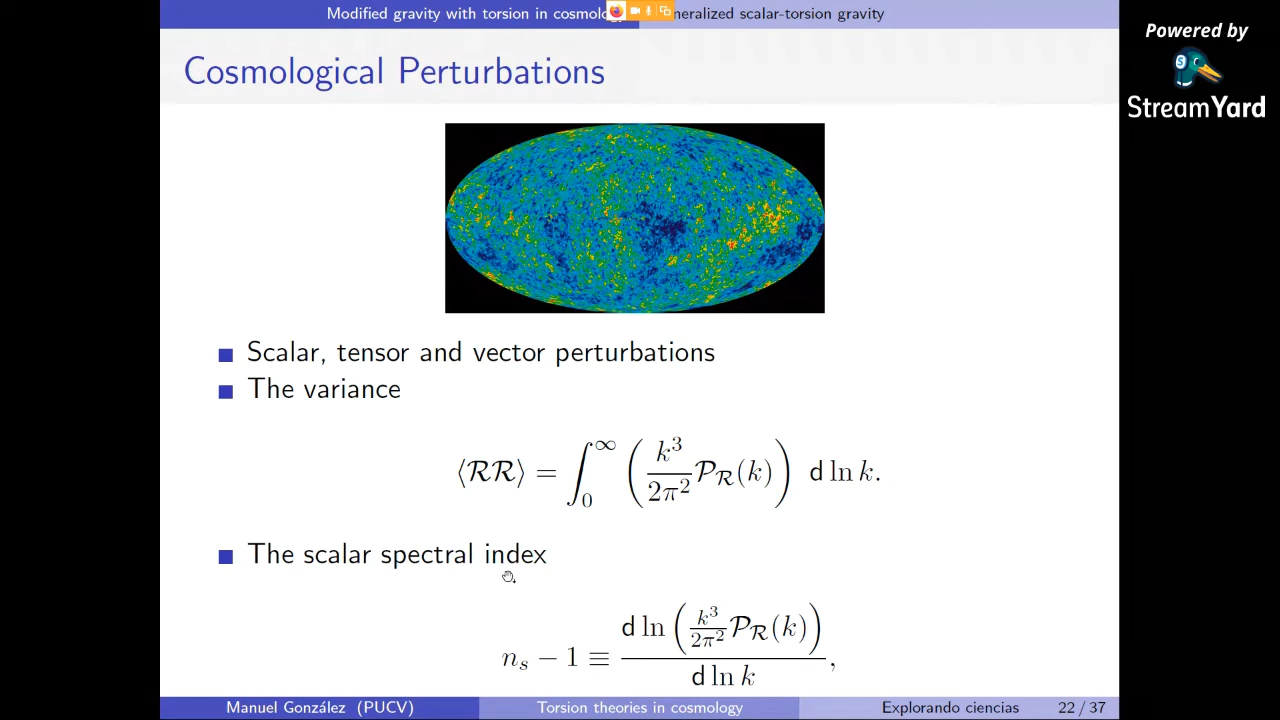 Modified gravity with torsion in cosmolog neralized scalar-torsion gravity
Powered by
StreamYard
Cosmological Perturbations
Scalar, tensor and vector perturbations
The variance
⟨ℛℛ⟩ = ∫₀^∞ (k³/2π² 𝒫_ℛ(k)) d ln k.
The scalar spectral index
n_s − 1 ≡ d ln (k³/2π² 𝒫_ℛ(k)) / d ln k,
Manuel González (PUCV) Torsion theories in cosmology Explorando ciencias 22 / 37